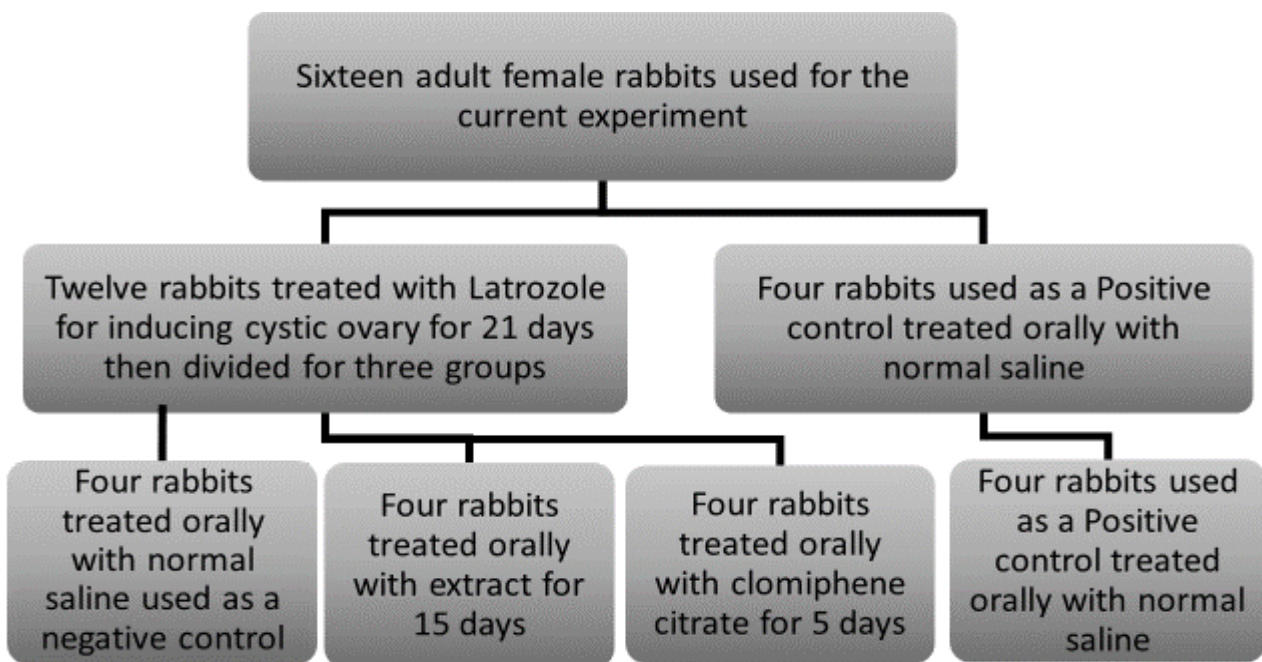 Sixteen adult female rabbits used for the
current experiment
Twelve rabbits treated with Latrozole
for inducing cystic ovary for 21 days
then divided for three groups
Four rabbits used as a Positive
control treated orally with
normal saline
Four rabbits
treated orally
with normal
saline used as a
negative control
Four rabbits
treated orally
with extract for
15 days
Four rabbits
treated orally
with clomiphene
citrate for 5 days
Four rabbits used
as a Positive
control treated
orally with normal
saline